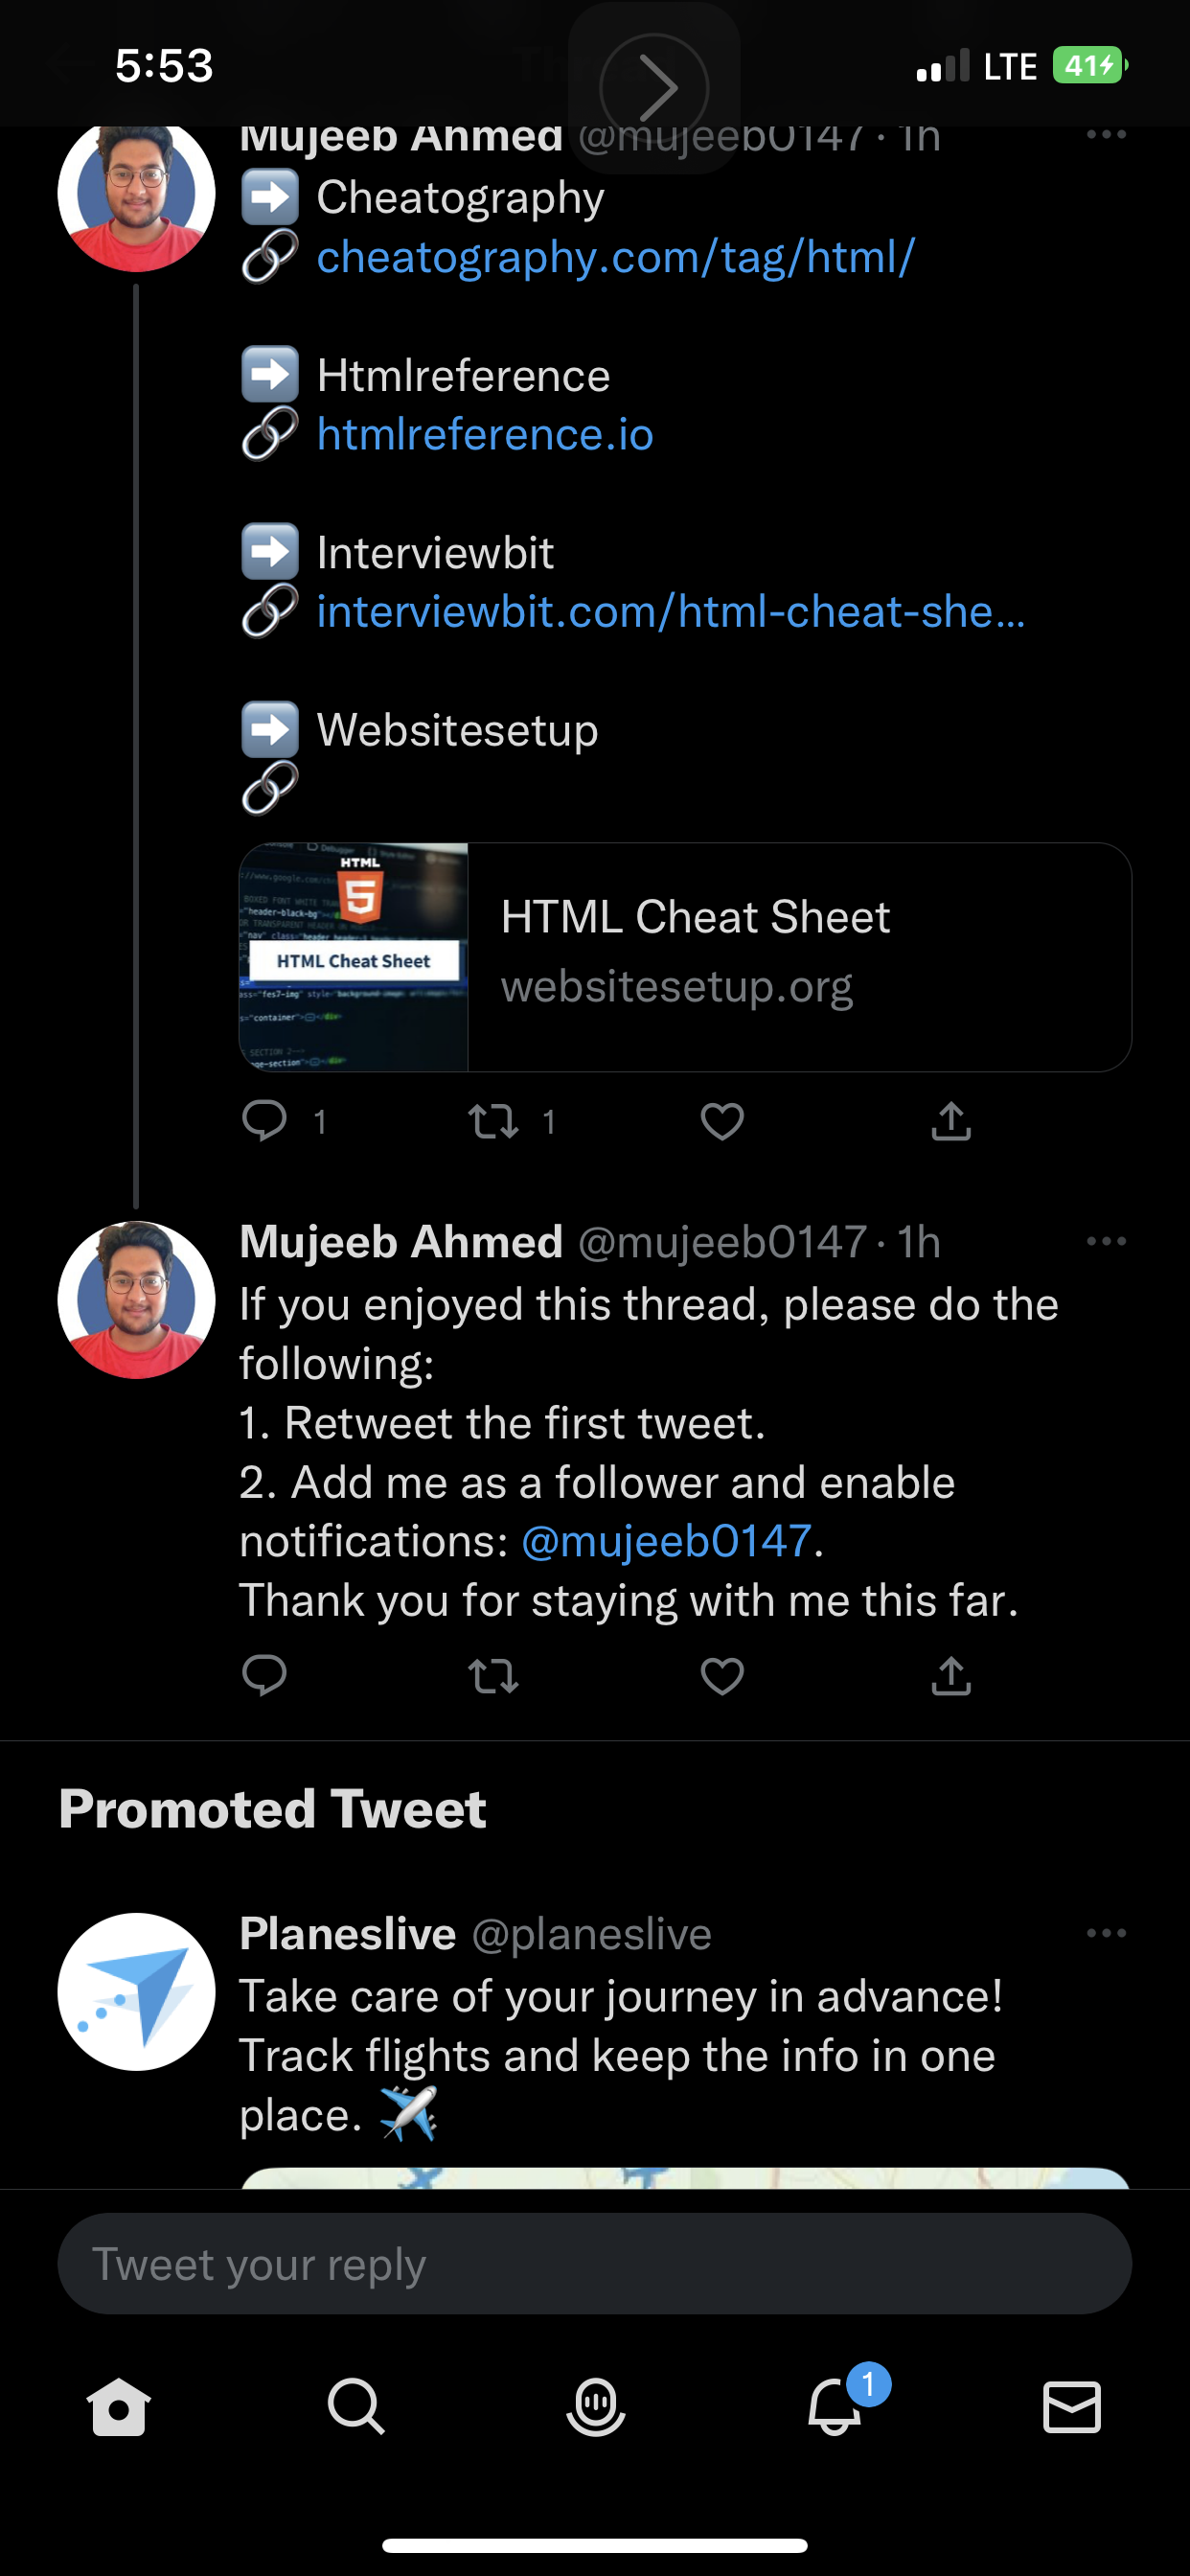 5:53
LTE
41
Mujeeb Ahmed @mujeeb0147 · 1h
➡️ Cheatography
🔗 cheatography.com/tag/html/
➡️ Htmlreference
🔗 htmlreference.io
➡️ Interviewbit
🔗 interviewbit.com/html-cheat-she...
➡️ Websitesetup
🔗
HTML
5
HTML Cheat Sheet
HTML Cheat Sheet
websitesetup.org
1
1
Mujeeb Ahmed @mujeeb0147 · 1h
If you enjoyed this thread, please do the
following:
1. Retweet the first tweet.
2. Add me as a follower and enable
notifications: @mujeeb0147.
Thank you for staying with me this far.
Promoted Tweet
Planeslive @planeslive
Take care of your journey in advance!
Track flights and keep the info in one
place. ✈️
Tweet your reply
1